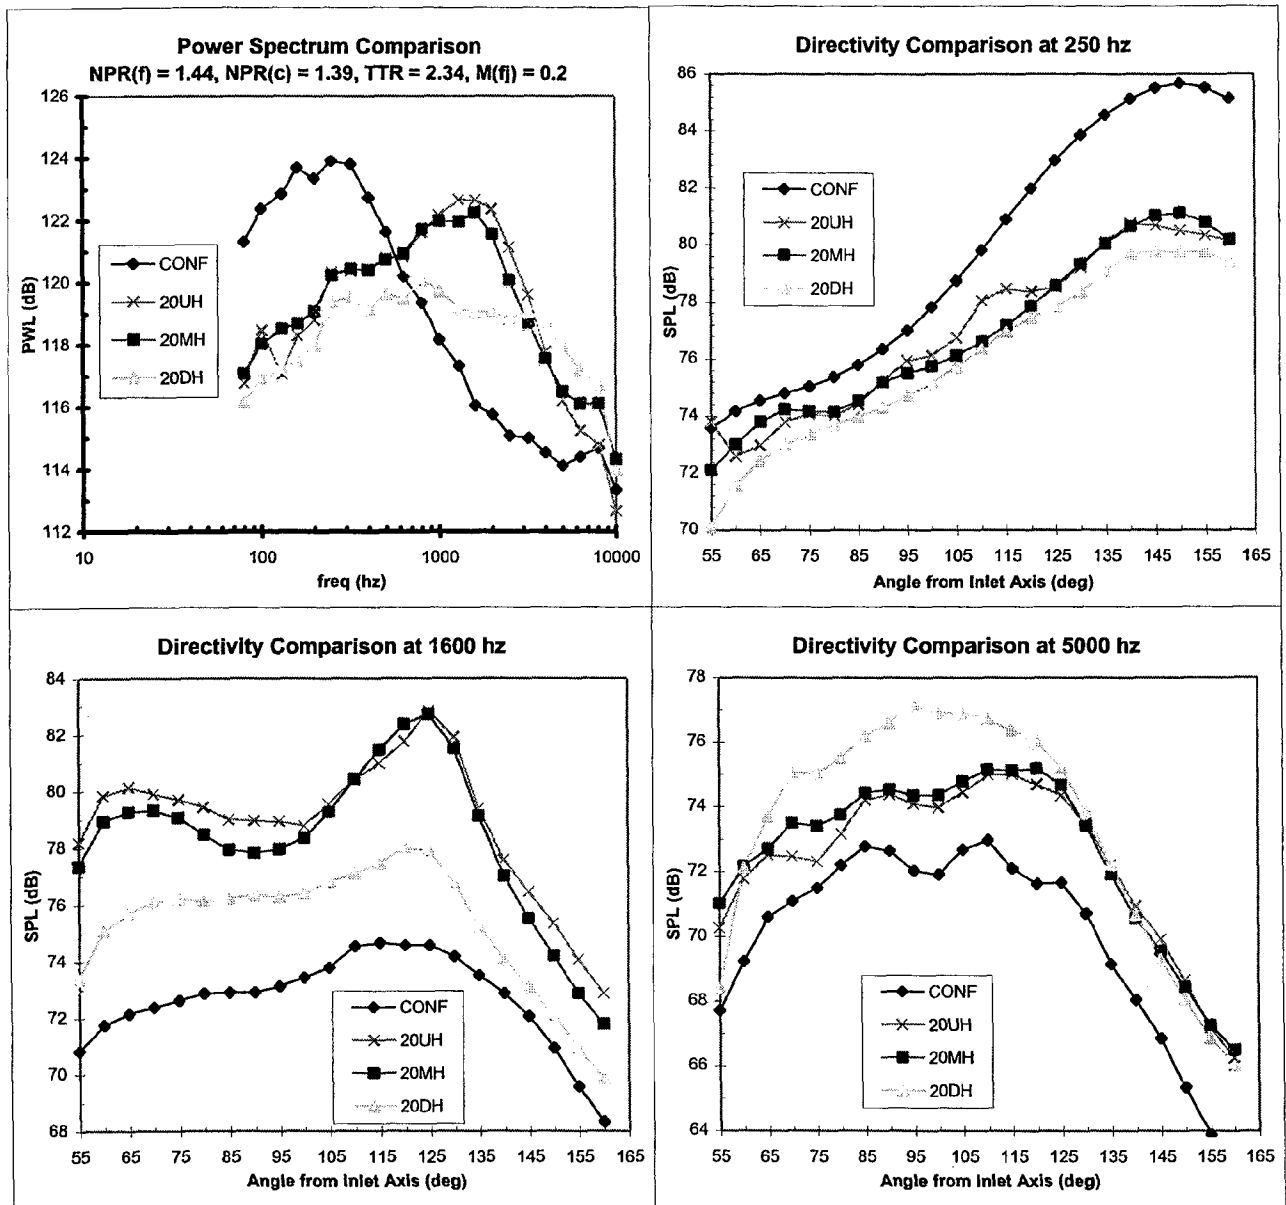 Power Spectrum Comparison
NPR(f) = 1.44, NPR(c) = 1.39, TTR = 2.34, M(fj) = 0.2
126
124
122
120
118
116
114
112
PWL (dB)
CONF
20UH
20MH
20DH
10 100 1000 10000
freq (hz)
Directivity Comparison at 250 hz
86
84
82
80
78
76
74
72
70
SPL (dB)
CONF
20UH
20MH
20DH
55 65 75 85 95 105 115 125 135 145 155 165
Angle from Inlet Axis (deg)
Directivity Comparison at 1600 hz
84
82
80
78
76
74
72
70
68
SPL (dB)
CONF
20UH
20MH
20DH
55 65 75 85 95 105 115 125 135 145 155 165
Angle from Inlet Axis (deg)
Directivity Comparison at 5000 hz
78
76
74
72
70
68
66
64
SPL (dB)
CONF
20UH
20MH
20DH
55 65 75 85 95 105 115 125 135 145 155 165
Angle from Inlet Axis (deg)